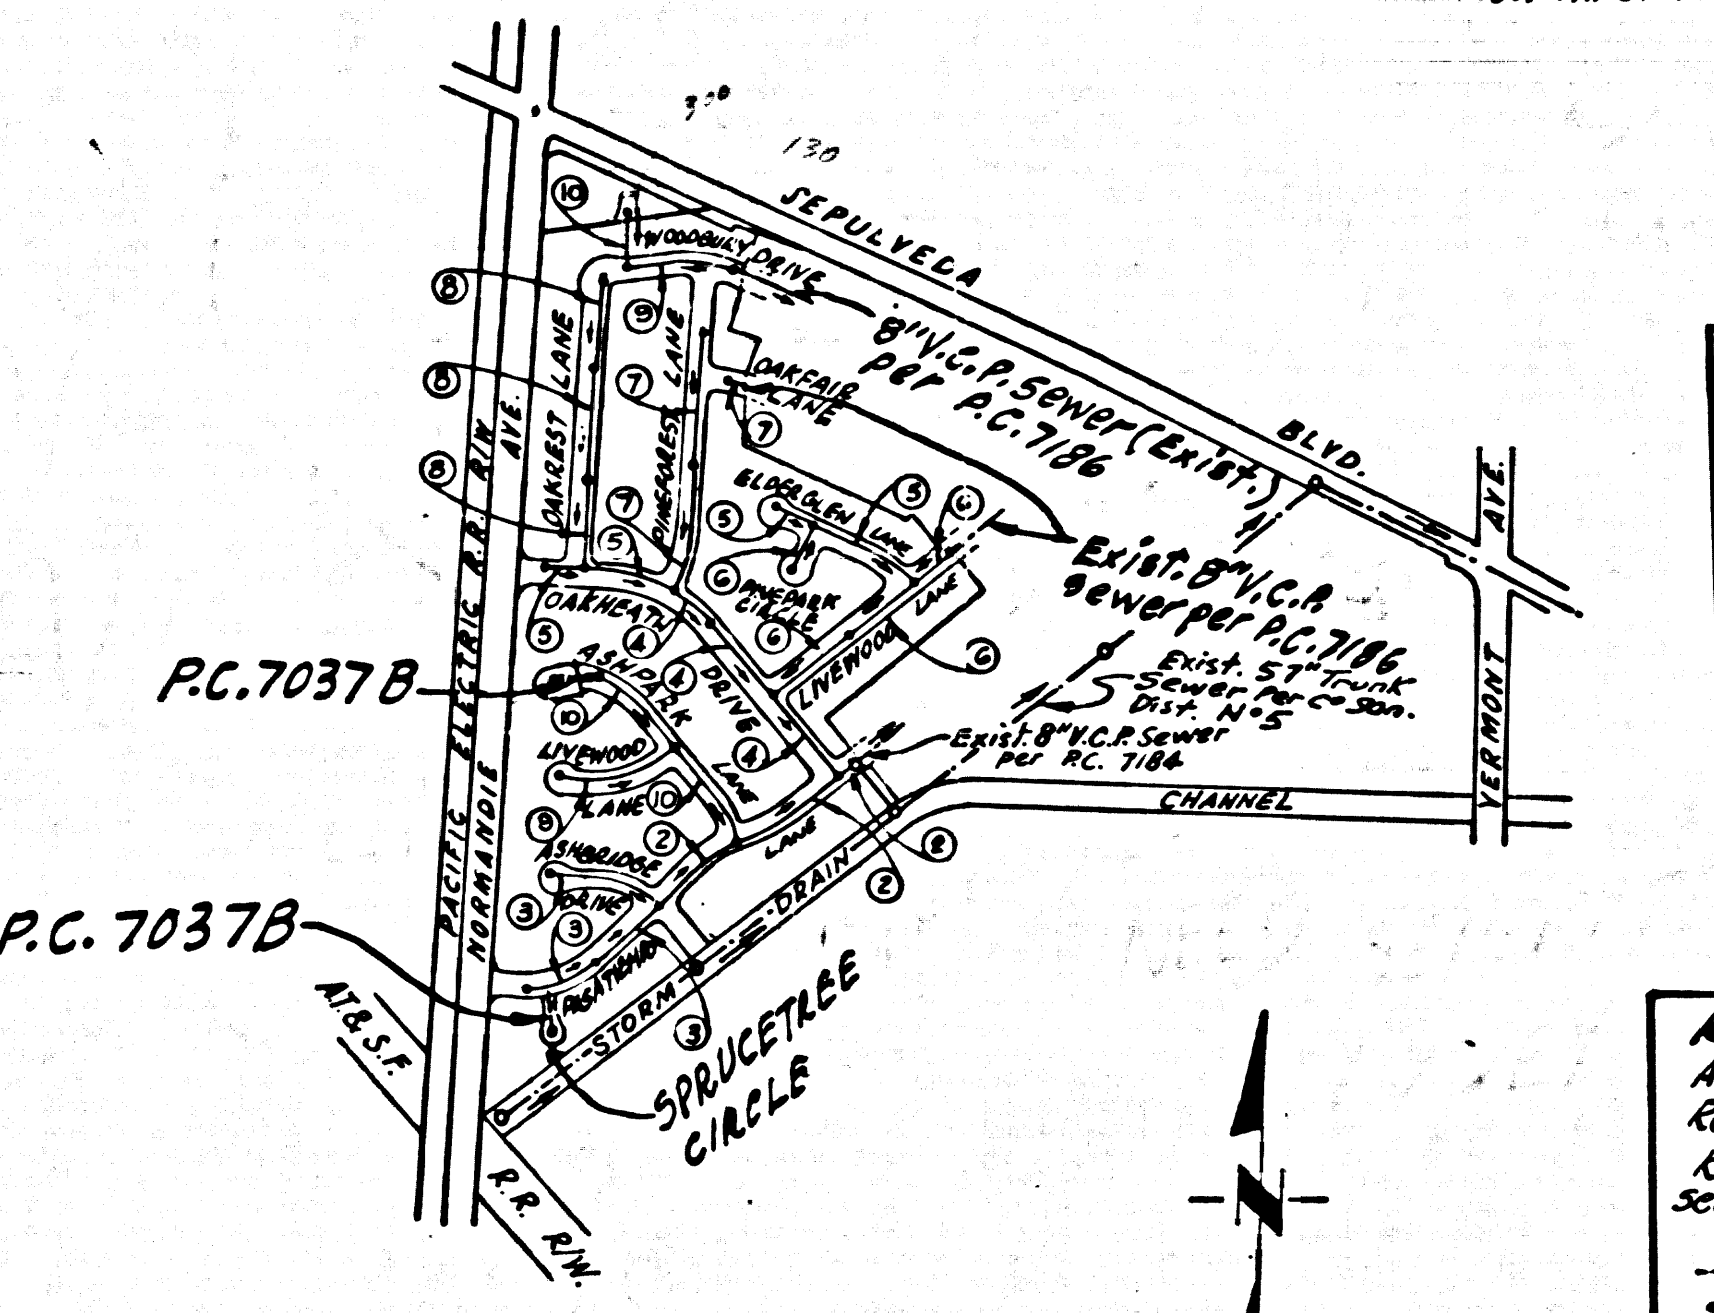 130
SEPULVEDA
BLVD.
10
WOODBURY DRIVE
8
9
8" V.C.P. Sewer (Exist.)
per P.C. 7186
OAKREST LANE
PINEFOREST LANE
7
OAKFAIR
LANE
8
7
8
7
ELDERGLEN
LANE
5
5
6
5
6
PINEPARK
CIRCLE
6
Exist. 8" V.C.P.
Sewer per P.C. 7186
OAKHEATH
DRIVE
5
4
4
4
LIVEWOOD LANE
6
P.C. 7037 B
ASHPARK
LANE
10
Exist. 57" Trunk
Sewer Per Co San.
Dist. No 5
Exist. 8" V.C.P. Sewer
per P.C. 7184
LIVEWOOD
LANE
10
9
2
ASHBRIDGE
DRIVE
3
3
LANE
2
2
CHANNEL
VERMONT
AVE.
PACIFIC ELECTRIC R.R. R/W
NORMANDIE
AVE.
P.C. 7037B
3
STORM DRAIN
SPRUCETREE
CIRCLE
A.T. & S.F.
R.R. R/W.
N